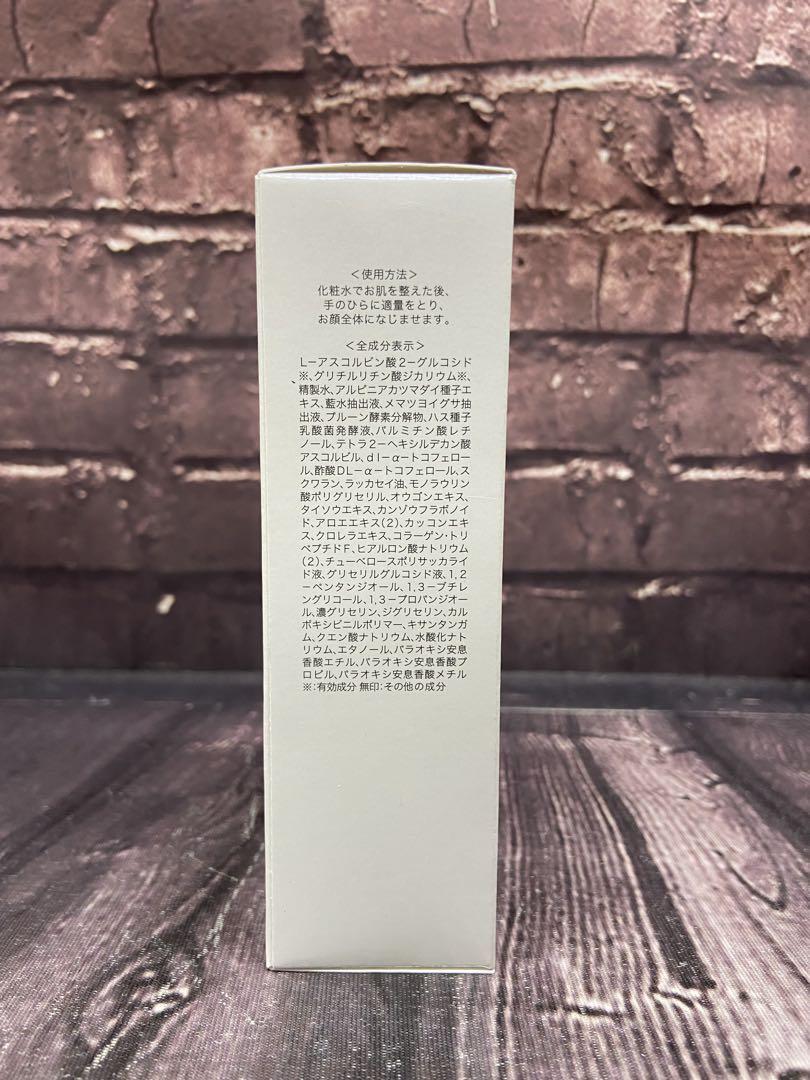 ＜使用方法＞
化粧水でお肌を整えた後、
手のひらに適量をとり、
お顔全体になじませます。
＜全成分表示＞
L－アスコルビン酸2－グルコシド
※、グリチルリチン酸ジカリウム※、
精製水、アルピニアカツマダイ種子エ
キス、藍水抽出液、メマツヨイグサ抽
出液、プルーン酵素分解物、ハス種子
乳酸菌発酵液、パルミチン酸レチ
ノール、テトラ2－ヘキシルデカン酸
アスコルビル、dl－α－トコフェロー
ル、酢酸DL－α－トコフェロール、ス
クワラン、ラッカセイ油、モノラウリン
酸ポリグリセリル、オウゴンエキス、
タイソウエキス、カンゾウフラボノイ
ド、アロエエキス（2）、カッコンエキ
ス、クロレラエキス、コラーゲン・トリ
ペプチドF、ヒアルロン酸ナトリウム
（2）、チューベロースポリサッカライ
ド液、グリセリルグルコシド液、1，2
－ペンタンジオール、1，3－ブチレ
ングリコール、1，3－プロパンジオー
ル、濃グリセリン、ジグリセリン、カル
ボキシビニルポリマー、キサンタンガ
ム、クエン酸ナトリウム、水酸化ナト
リウム、エタノール、パラオキシ安息
香酸エチル、パラオキシ安息香酸プ
ロピル、パラオキシ安息香酸メチル
※：有効成分 無印：その他の成分